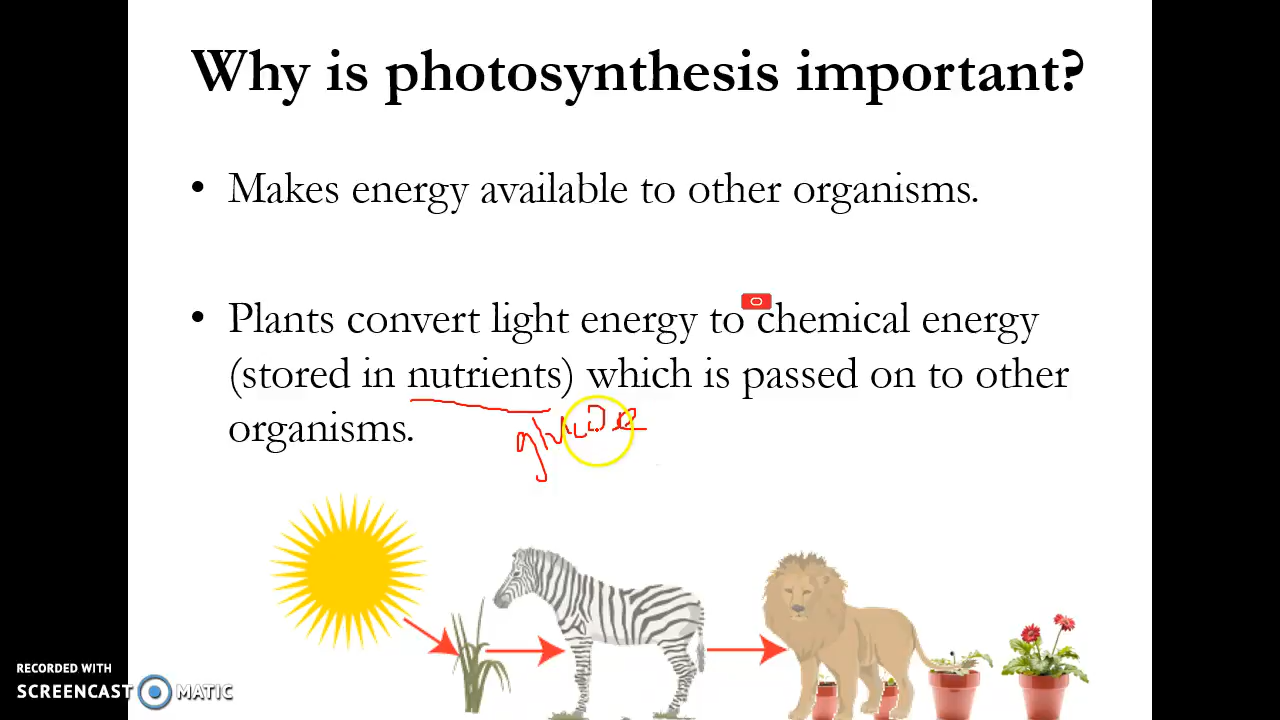 Why is photosynthesis important?
• Makes energy available to other organisms.
• Plants convert light energy to chemical energy
(stored in nutrients) which is passed on to other
organisms.
glucose
RECORDED WITH
SCREENCAST MATIC